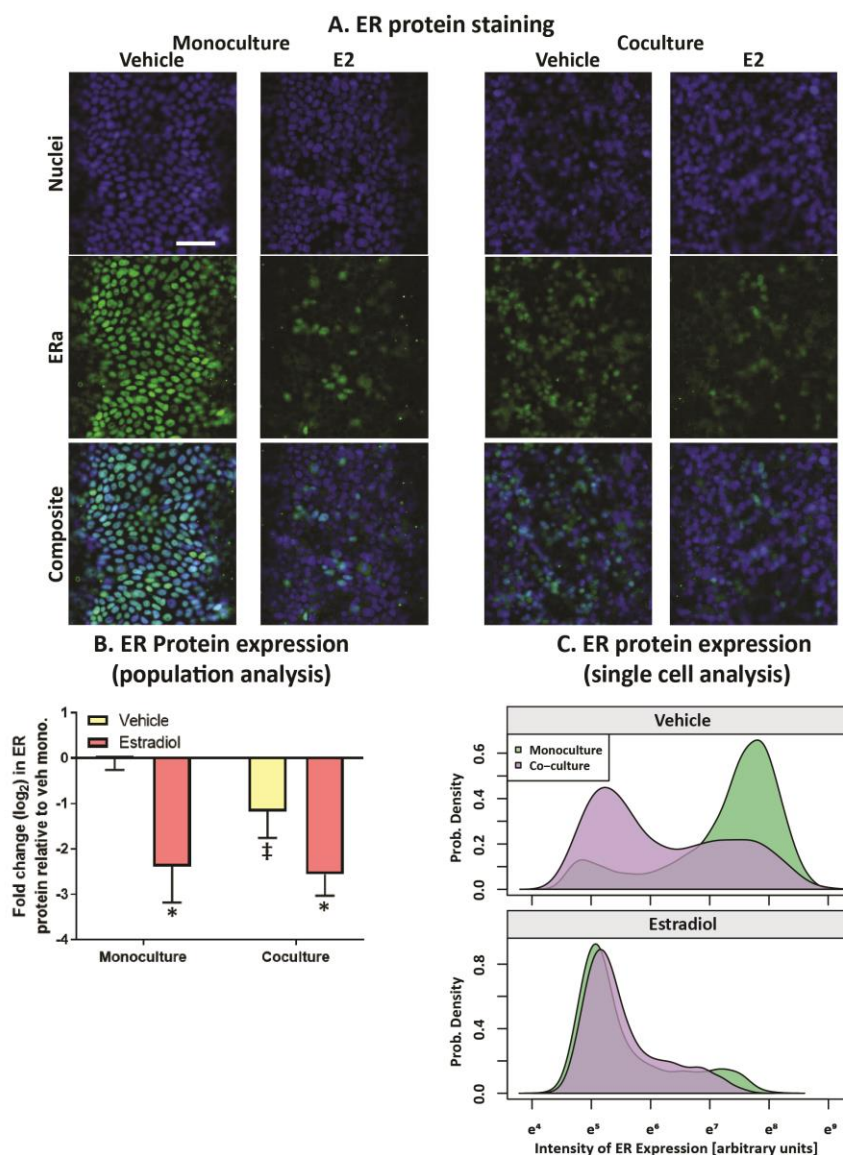 A. ER protein staining
Monoculture
Coculture
Vehicle
E2
Vehicle
E2
Nuclei
ERa
Composite
B. ER Protein expression
(population analysis)
Fold change (log2) in ER
protein relative to veh mono.
1
0
-1
-2
-3
-4
Vehicle
Estradiol
‡
*
*
Monoculture
Coculture
C. ER protein expression
(single cell analysis)
Vehicle
Monoculture
Co-culture
Prob. Density
0.6
0.4
0.2
0.0
Estradiol
Prob. Density
0.8
0.4
0.0
e⁴
e⁵
e⁶
e⁷
e⁸
e⁹
Intensity of ER Expression [arbitrary units]